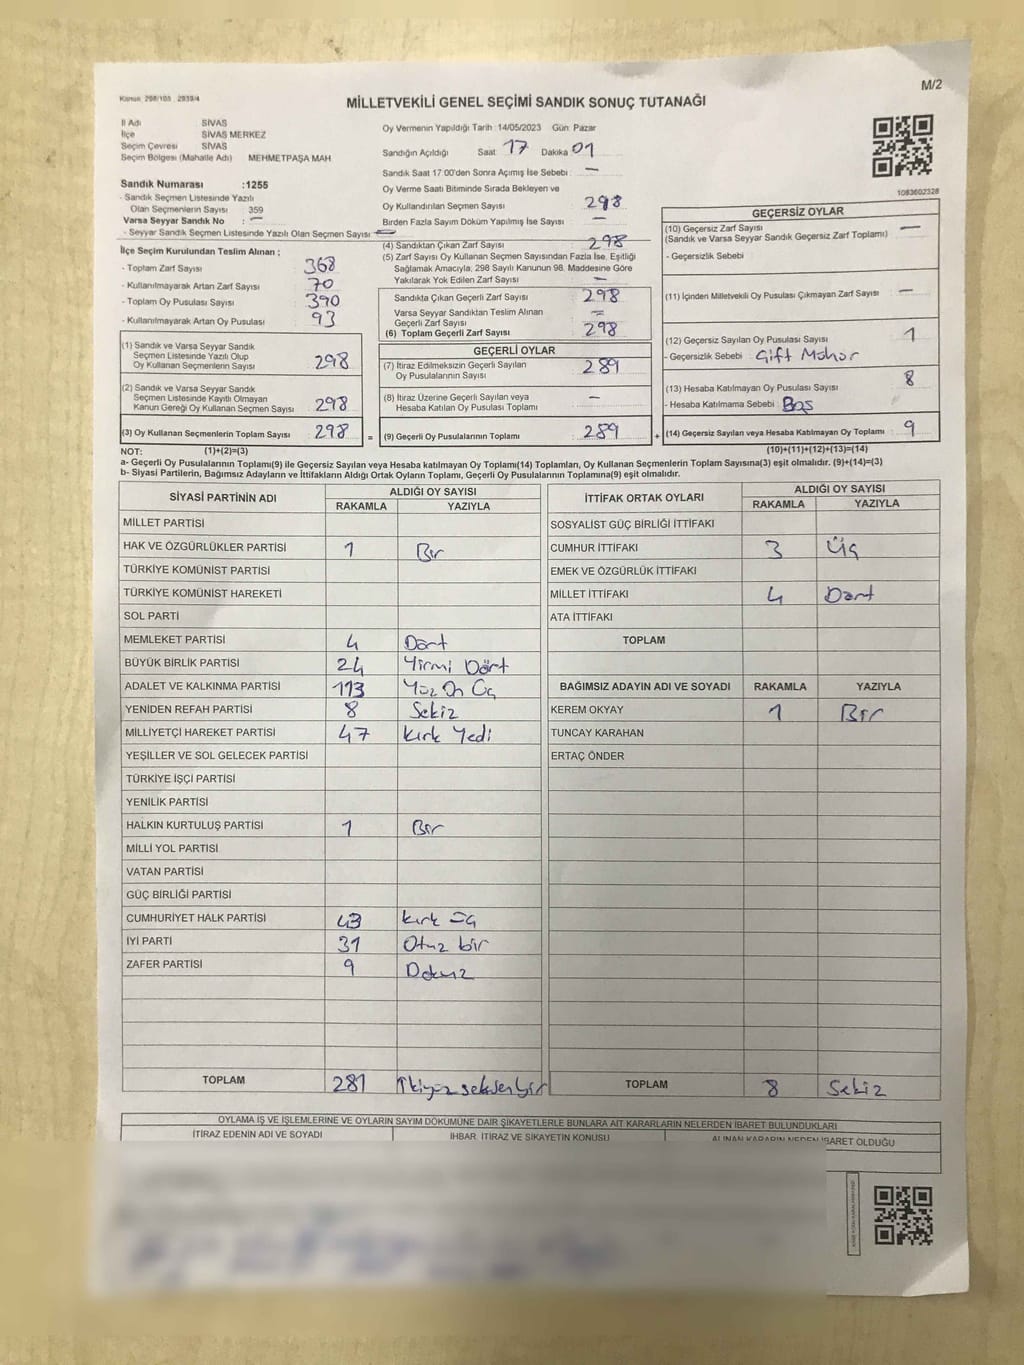 M/2
Kanun 298/105 2939/4
MİLLETVEKİLİ GENEL SEÇİMİ SANDIK SONUÇ TUTANAĞI
İl Adı SİVAS
İlçe SİVAS MERKEZ
Seçim Çevresi SİVAS
Seçim Bölgesi (Mahalle Adı) MEHMETPAŞA MAH
Sandık Numarası :1255
- Sandık Seçmen Listesinde Yazılı
Olan Seçmenlerin Sayısı 359
Varsa Seyyar Sandık No : —
- Seyyar Sandık Seçmen Listesinde Yazılı Olan Seçmen Sayısı —
Oy Vermenin Yapıldığı Tarih 14/05/2023 Gün: Pazar
Sandığın Açıldığı Saat 17 Dakika 01
Sandık Saat 17:00'den Sonra Açımış İse Sebebi : —
Oy Verme Saati Bitiminde Sırada Bekleyen ve
Oy Kullandırılan Seçmen Sayısı 298
Birden Fazla Sayım Döküm Yapılmış İse Sayısı —
1083602328
İlçe Seçim Kurulundan Teslim Alınan ;
- Toplam Zarf Sayısı 368
- Kullanılmayarak Artan Zarf Sayısı 70
- Toplam Oy Pusulası Sayısı 390
- Kullanılmayarak Artan Oy Pusulası 93
(1) Sandık ve Varsa Seyyar Sandık
Seçmen Listesinde Yazılı Olup
Oy Kullanan Seçmenlerin Sayısı 298
(2) Sandık ve Varsa Seyyar Sandık
Seçmen Listesinde Kayıtlı Olmayan
Kanun Gereği Oy Kullanan Seçmen Sayısı 298
(3) Oy Kullanan Seçmenlerin Toplam Sayısı 298 =
(4) Sandıktan Çıkan Zarf Sayısı 298
(5) Zarf Sayısı Oy Kullanan Seçmen Sayısından Fazla İse, Eşitliği
Sağlamak Amacıyla; 298 Sayılı Kanunun 98. Maddesine Göre
Yakılarak Yok Edilen Zarf Sayısı —
Sandıkta Çıkan Geçerli Zarf Sayısı 298
Varsa Seyyar Sandıktan Teslim Alınan
Geçerli Zarf Sayısı —
(6) Toplam Geçerli Zarf Sayısı 298
GEÇERLİ OYLAR
(7) İtiraz Edilmeksizin Geçerli Sayılan
Oy Pusulalarının Sayısı 289
(8) İtiraz Üzerine Geçerli Sayılan veya
Hesaba Katılan Oy Pusulası Toplamı —
(9) Geçerli Oy Pusulalarının Toplamı 289 +
GEÇERSİZ OYLAR
(10) Geçersiz Zarf Sayısı —
(Sandık ve Varsa Seyyar Sandık Geçersiz Zarf Toplamı)
- Geçersizlik Sebebi
(11) İçinden Milletvekili Oy Pusulası Çıkmayan Zarf Sayısı —
(12) Geçersiz Sayılan Oy Pusulası Sayısı 1
- Geçersizlik Sebebi Çift Mühür
(13) Hesaba Katılmayan Oy Pusulası Sayısı 8
- Hesaba Katılmama Sebebi Boş
(14) Geçersiz Sayılan veya Hesaba Katılmayan Oy Toplamı 9
NOT: (1)+(2)=(3) (10)+(11)+(12)+(13)=(14)
a- Geçerli Oy Pusulalarının Toplamı(9) ile Geçersiz Sayılan veya Hesaba katılmayan Oy Toplamı(14) Toplamları, Oy Kullanan Seçmenlerin Toplam Sayısına(3) eşit olmalıdır. (9)+(14)=(3)
b- Siyasi Partilerin, Bağımsız Adayların ve İttifakların Aldığı Ortak Oyların Toplamı, Geçerli Oy Pusulalarının Toplamına(9) eşit olmalıdır.
SİYASİ PARTİNİN ADI ALDIĞI OY SAYISI
RAKAMLA YAZIYLA
MİLLET PARTİSİ
HAK VE ÖZGÜRLÜKLER PARTİSİ 1 Bir
TÜRKİYE KOMÜNİST PARTİSİ
TÜRKİYE KOMÜNİST HAREKETİ
SOL PARTİ
MEMLEKET PARTİSİ 4 Dört
BÜYÜK BİRLİK PARTİSİ 24 Yirmi Dört
ADALET VE KALKINMA PARTİSİ 113 Yüz On Üç
YENİDEN REFAH PARTİSİ 8 Sekiz
MİLLİYETÇİ HAREKET PARTİSİ 47 Kırk Yedi
YEŞİLLER VE SOL GELECEK PARTİSİ
TÜRKİYE İŞÇİ PARTİSİ
YENİLİK PARTİSİ
HALKIN KURTULUŞ PARTİSİ 1 Bir
MİLLİ YOL PARTİSİ
VATAN PARTİSİ
GÜÇ BİRLİĞİ PARTİSİ
CUMHURİYET HALK PARTİSİ 43 Kırk üç
İYİ PARTİ 31 Otuz bir
ZAFER PARTİSİ 9 Dokuz
TOPLAM 281 İkiyüz seksen bir
İTTİFAK ORTAK OYLARI ALDIĞI OY SAYISI
RAKAMLA YAZIYLA
SOSYALİST GÜÇ BİRLİĞİ İTTİFAKI
CUMHUR İTTİFAKI 3 Üç
EMEK VE ÖZGÜRLÜK İTTİFAKI
MİLLET İTTİFAKI 4 Dört
ATA İTTİFAKI
TOPLAM
BAĞIMSIZ ADAYIN ADI VE SOYADI RAKAMLA YAZIYLA
KEREM OKYAY 1 Bir
TUNCAY KARAHAN
ERTAÇ ÖNDER
TOPLAM 8 Sekiz
OYLAMA İŞ VE İŞLEMLERİNE VE OYLARIN SAYIM DÖKÜMÜNE DAİR ŞİKAYETLERLE BUNLARA AİT KARARLARIN NELERDEN İBARET BULUNDUKLARI
İTİRAZ EDENİN ADI VE SOYADI İHBAR, İTİRAZ VE ŞİKAYETİN KONUSU ALINAN KARARIN NEDEN İBARET OLDUĞU